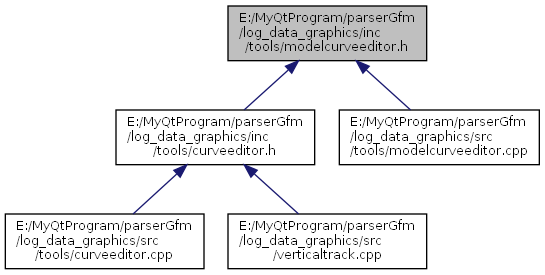 E:/MyQtProgram/parserGfm
/log_data_graphics/inc
/tools/modelcurveeditor.h
E:/MyQtProgram/parserGfm
/log_data_graphics/inc
/tools/curveeditor.h
E:/MyQtProgram/parserGfm
/log_data_graphics/src
/tools/modelcurveeditor.cpp
E:/MyQtProgram/parserGfm
/log_data_graphics/src
/tools/curveeditor.cpp
E:/MyQtProgram/parserGfm
/log_data_graphics/src
/verticaltrack.cpp